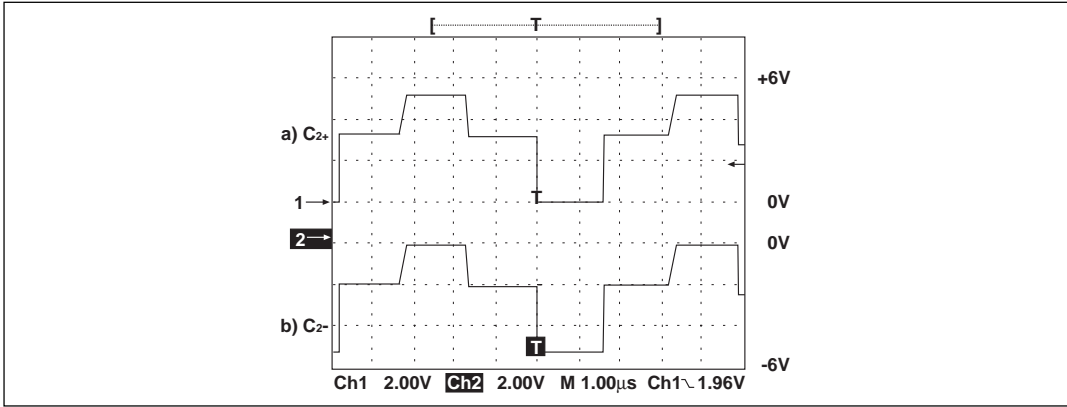 [ T ]
+6V
a) C2+
T
1
0V
2
0V
b) C2-
T
-6V
Ch1 2.00V Ch2 2.00V M 1.00µs Ch1 1.96V